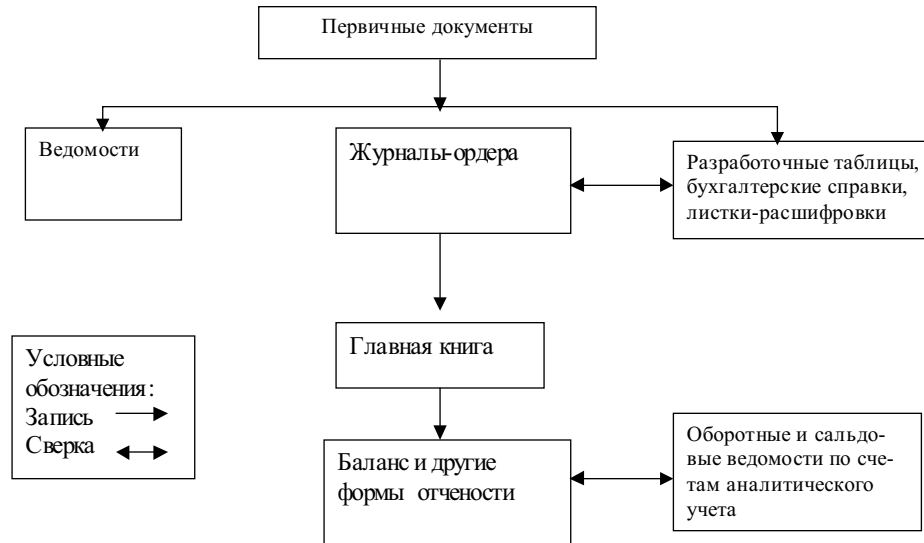 Первичные документы
Ведомости
Журналы-ордера
Разработочные таблицы,
бухгалтерские справки,
листки-расшифровки
Главная книга
Условные
обозначения:
Запись
Сверка
Баланс и другие
формы отчености
Оборотные и сальдо-
вые ведомости по сче-
там аналитического
учета